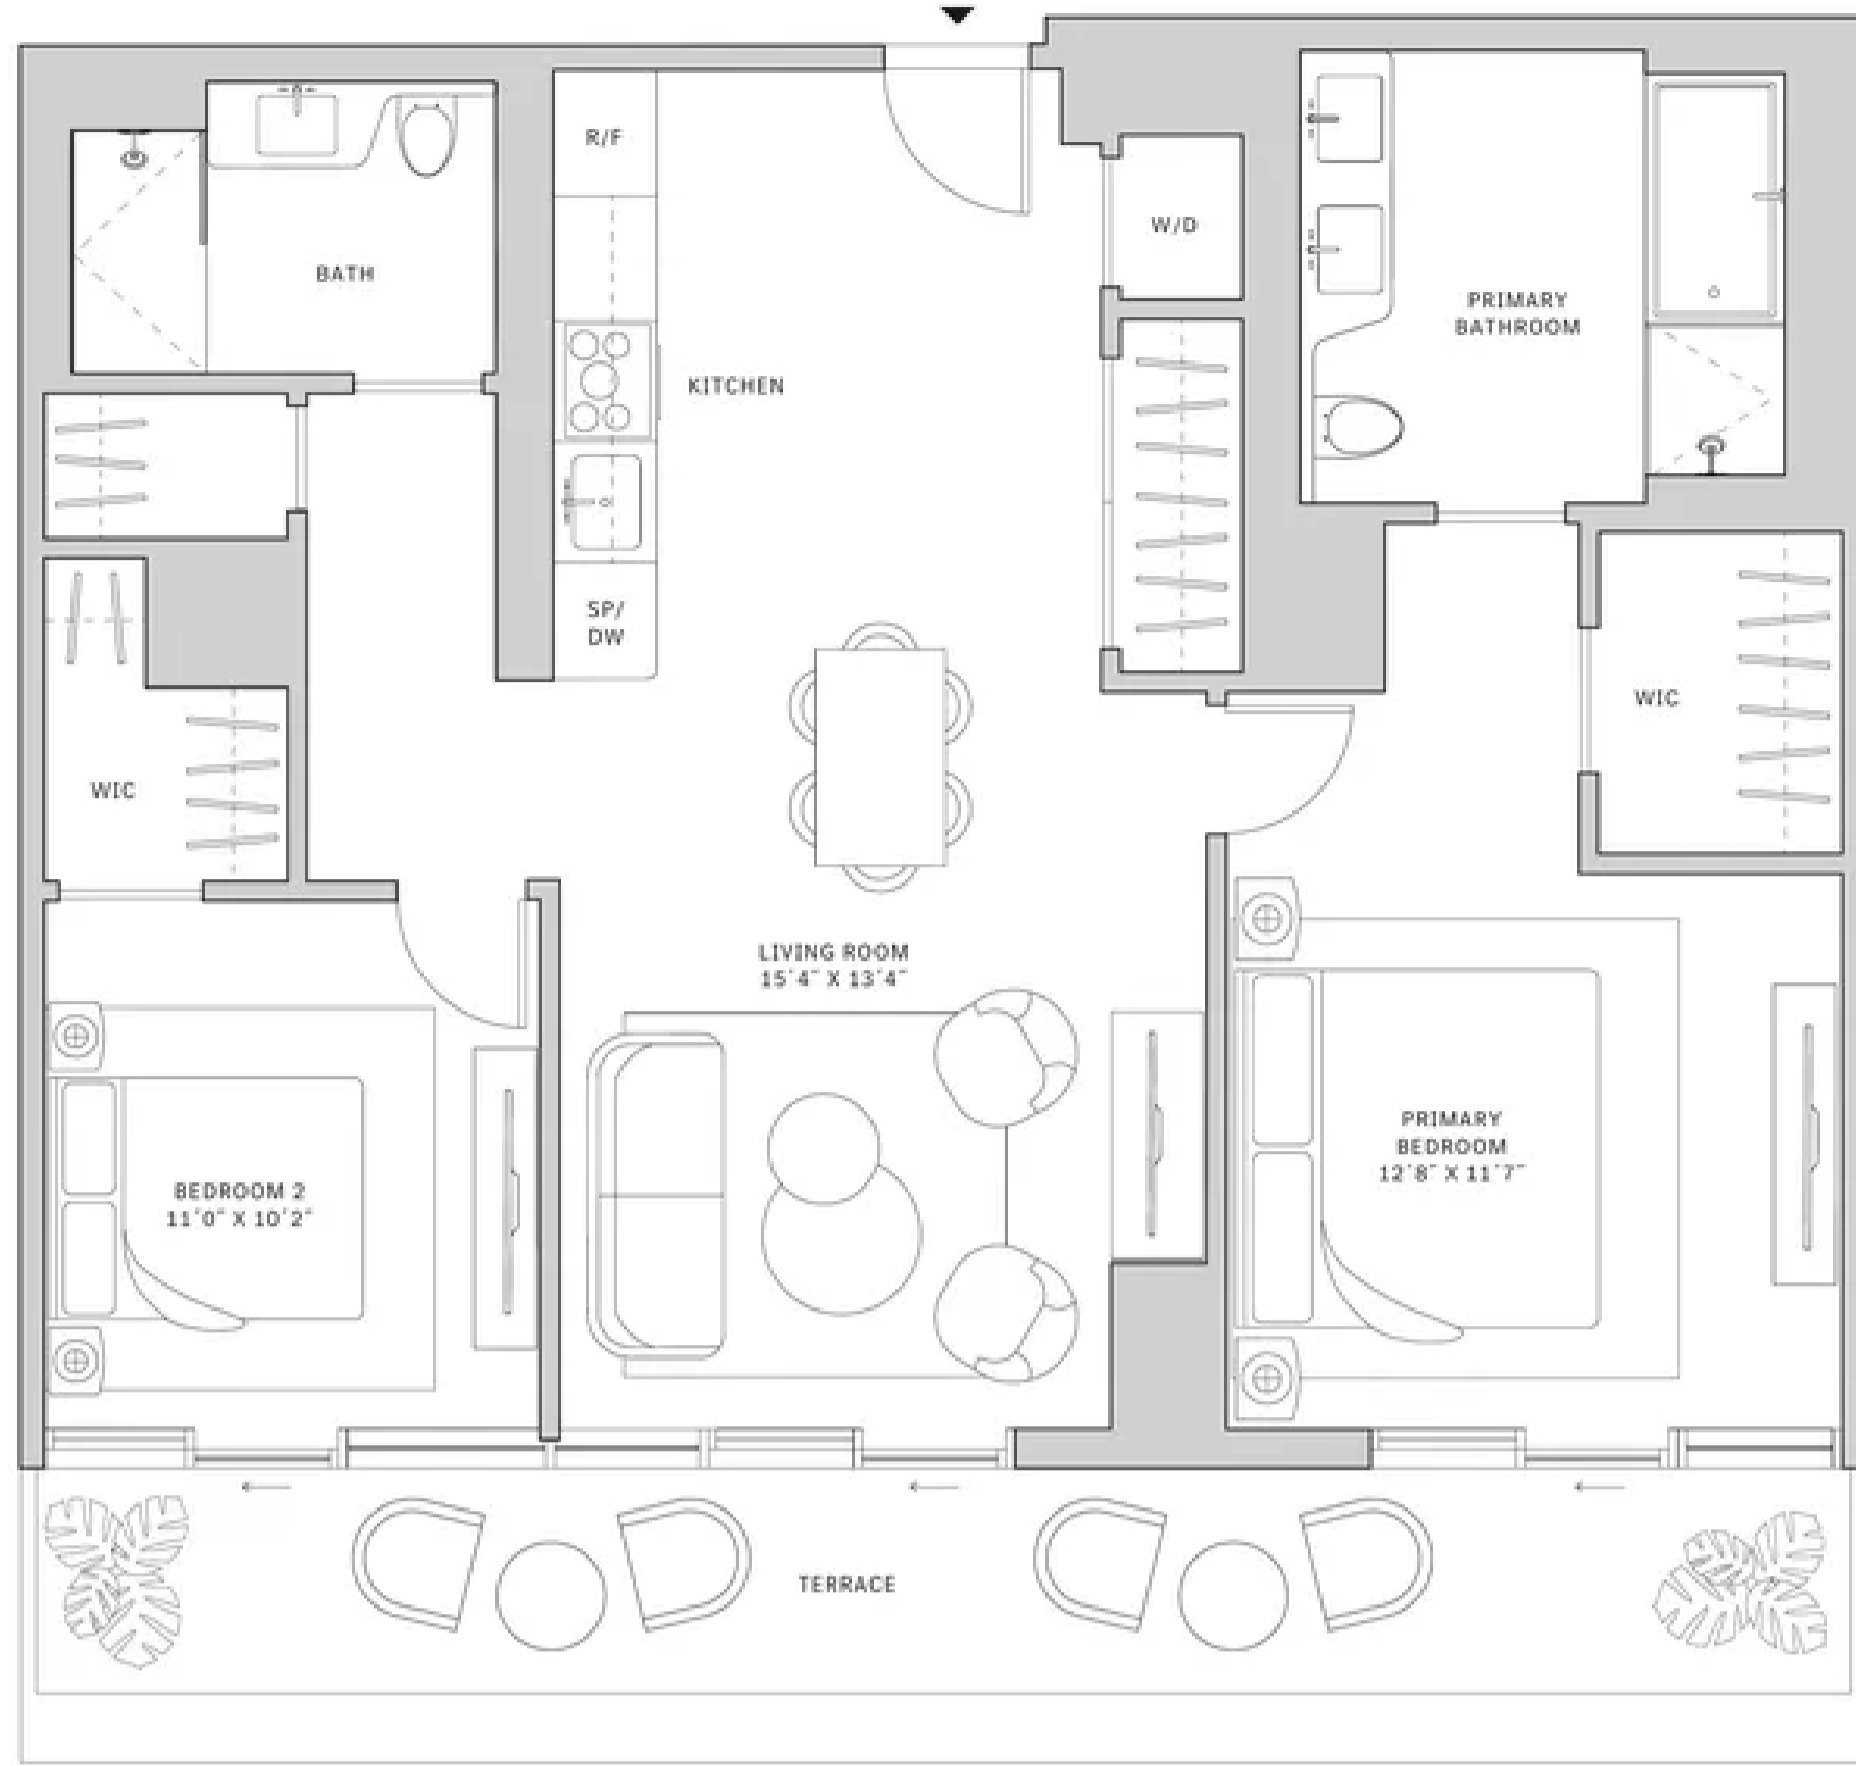 R/F
W/D
BATH
PRIMARY
BATHROOM
KITCHEN
SP/
DW
WIC
WIC
LIVING ROOM
15´4˝ X 13´4˝
PRIMARY
BEDROOM
12´8˝ X 11´7˝
BEDROOM 2
11´0˝ X 10´2˝
TERRACE